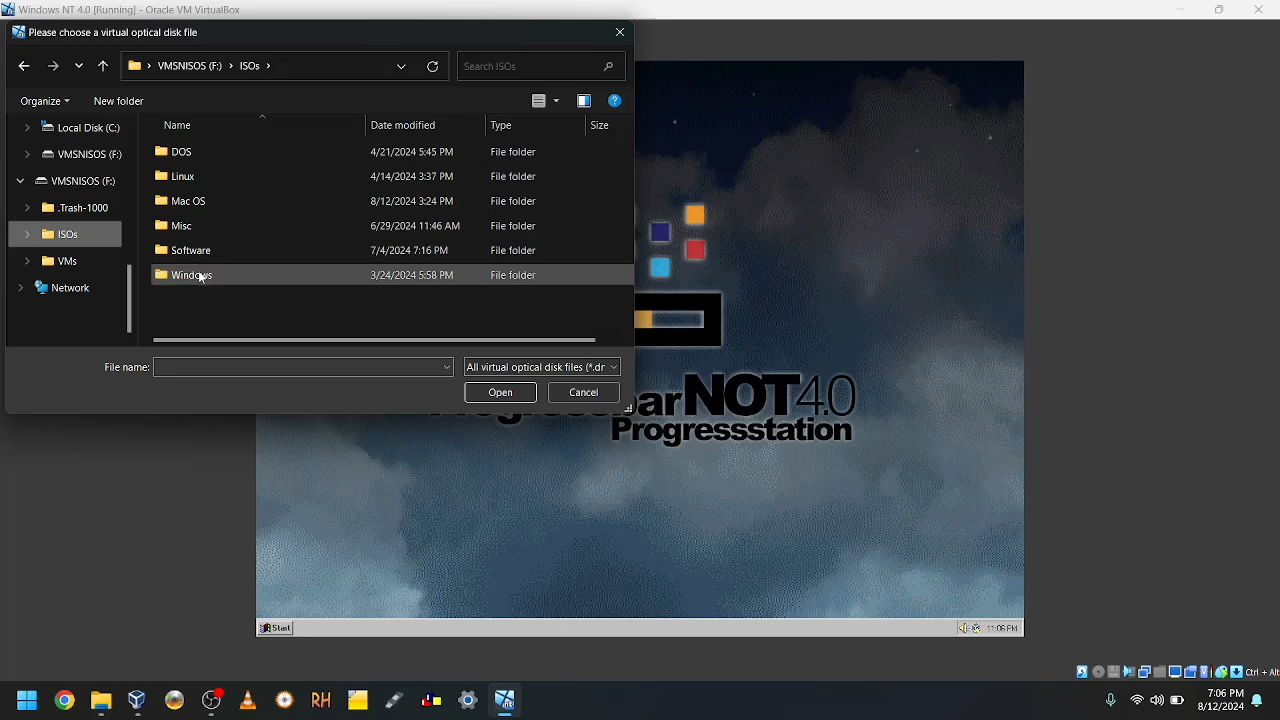 Windows NT 4.0 [Running] - Oracle VM VirtualBox
Please choose a virtual optical disk file
VMSNISOS (F:) › ISOs ›
Search ISOs
Organize
New folder
Name
Date modified
Type
Size
Local Disk (C:)
VMSNISOS (F:)
VMSNISOS (F:)
.Trash-1000
ISOs
VMs
Network
DOS 4/21/2024 5:45 PM File folder
Linux 4/14/2024 3:37 PM File folder
Mac OS 8/12/2024 3:24 PM File folder
Misc 6/29/2024 11:46 AM File folder
Software 7/4/2024 7:16 PM File folder
Windows 3/24/2024 5:58 PM File folder
File name:
All virtual optical disk files (*.dr
Open
Cancel
NOT4.0
Progressstation
Start
11:06 PM
Ctrl + Alt
RH
7:06 PM
8/12/2024